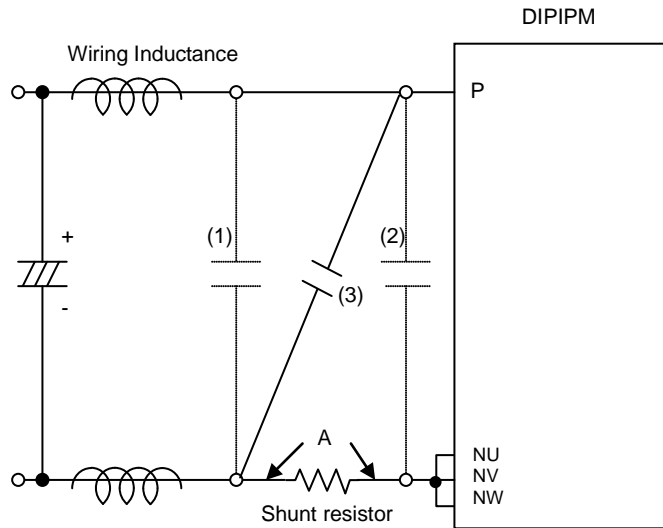 DIPIPM
Wiring Inductance
P
+
-
(1)
(2)
(3)
A
Shunt resistor
NU
NV
NW